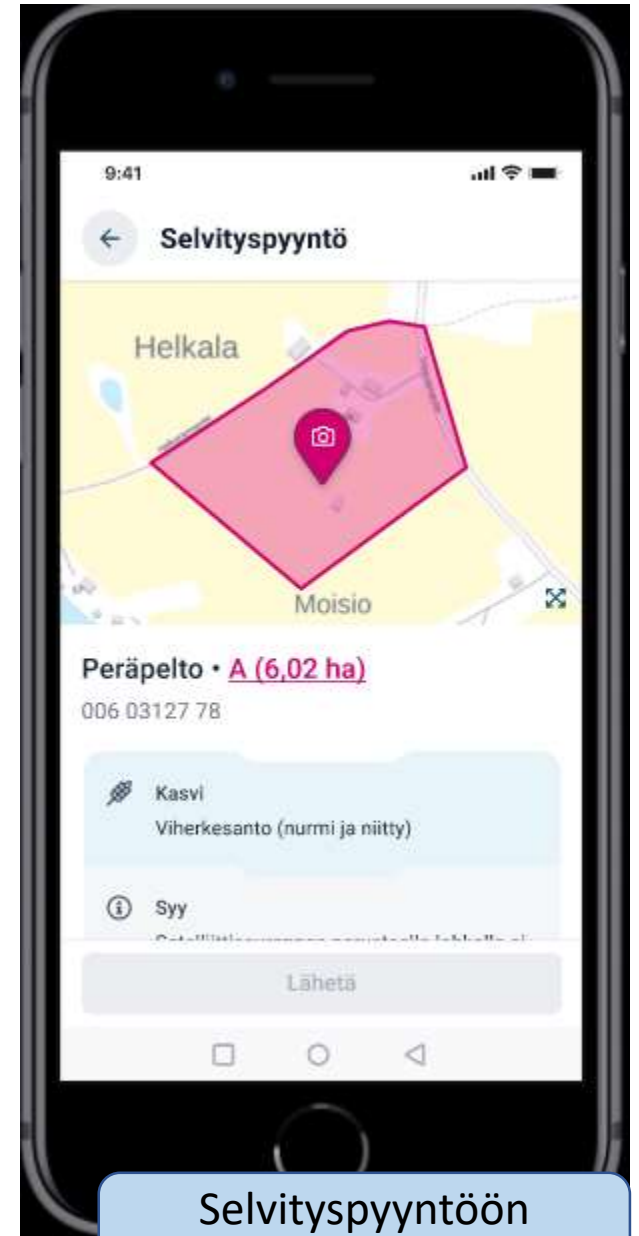 9:41
Selvityspyyntö
Helkala
Moisio
Peräpelto • A (6,02 ha)
006 03127 78
Kasvi
Viherkesanto (nurmi ja niitty)
Syy
Lähetä
Selvityspyyntöön